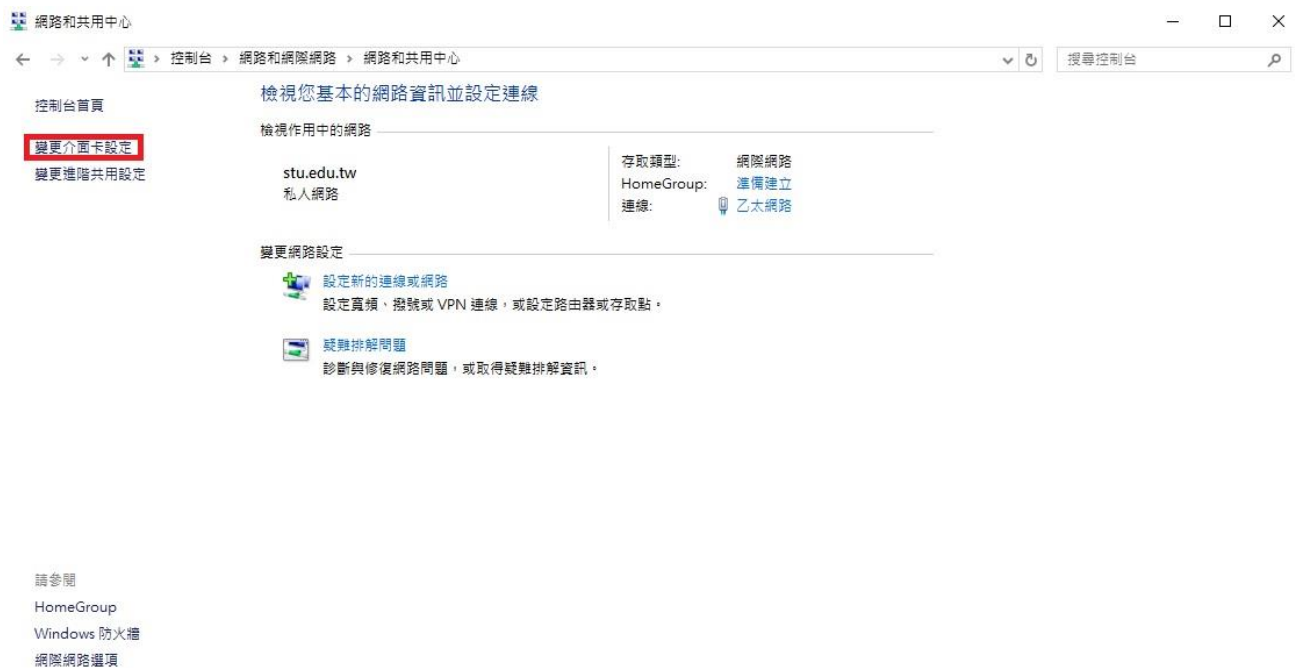 網路和共用中心
控制台 › 網路和網際網路 › 網路和共用中心
搜尋控制台
控制台首頁
變更介面卡設定
變更進階共用設定
檢視您基本的網路資訊並設定連線
檢視作用中的網路
stu.edu.tw
私人網路
存取類型: 網際網路
HomeGroup: 準備建立
連線: 乙太網路
變更網路設定
設定新的連線或網路
設定寬頻、撥號或 VPN 連線，或設定路由器或存取點。
疑難排解問題
診斷與修復網路問題，或取得疑難排解資訊。
請參閱
HomeGroup
Windows 防火牆
網際網路選項